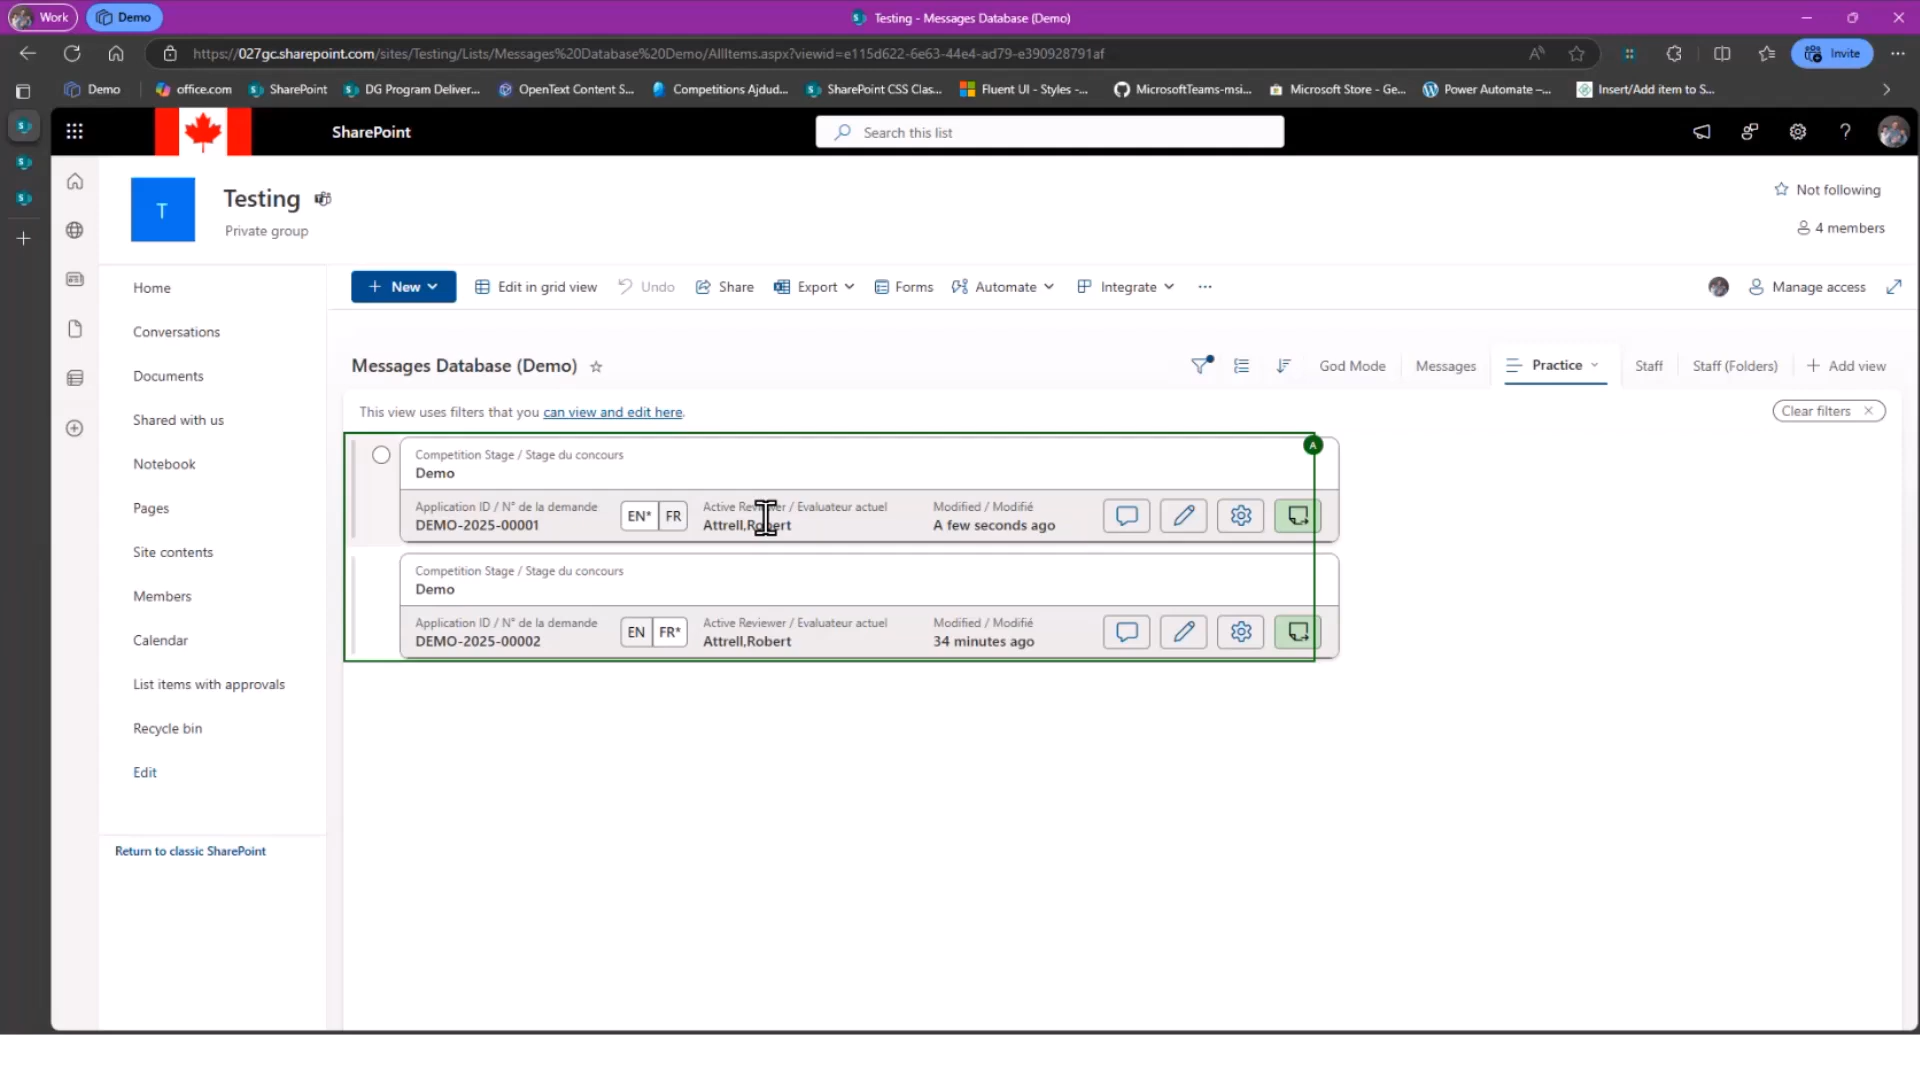 Work
Demo
Testing - Messages Database (Demo)
https://027gc.sharepoint.com/sites/Testing/Lists/Messages%20Database%20Demo/AllItems.aspx?viewid=e115d622-6e63-44e4-ad79-e390928791af
Invite
Demo
office.com
SharePoint
DG Program Deliver...
OpenText Content S...
Competitions Ajdud...
SharePoint CSS Clas...
Fluent UI - Styles -...
MicrosoftTeams-msi...
Microsoft Store - Ge...
Power Automate –...
Insert/Add item to S...
SharePoint
Search this list
T
Testing
Private group
Not following
4 members
Home
Conversations
Documents
Shared with us
Notebook
Pages
Site contents
Members
Calendar
List items with approvals
Recycle bin
Edit
Return to classic SharePoint
New
Edit in grid view
Undo
Share
Export
Forms
Automate
Integrate
Manage access
Messages Database (Demo)
God Mode
Messages
Practice
Staff
Staff (Folders)
Add view
This view uses filters that you can view and edit here.
Clear filters
A
Competition Stage / Stage du concours
Demo
Application ID / N° de la demande
DEMO-2025-00001
EN* FR
Active Reviewer / Évaluateur actuel
Attrell,Robert
Modified / Modifié
A few seconds ago
Competition Stage / Stage du concours
Demo
Application ID / N° de la demande
DEMO-2025-00002
EN FR*
Active Reviewer / Évaluateur actuel
Attrell,Robert
Modified / Modifié
34 minutes ago